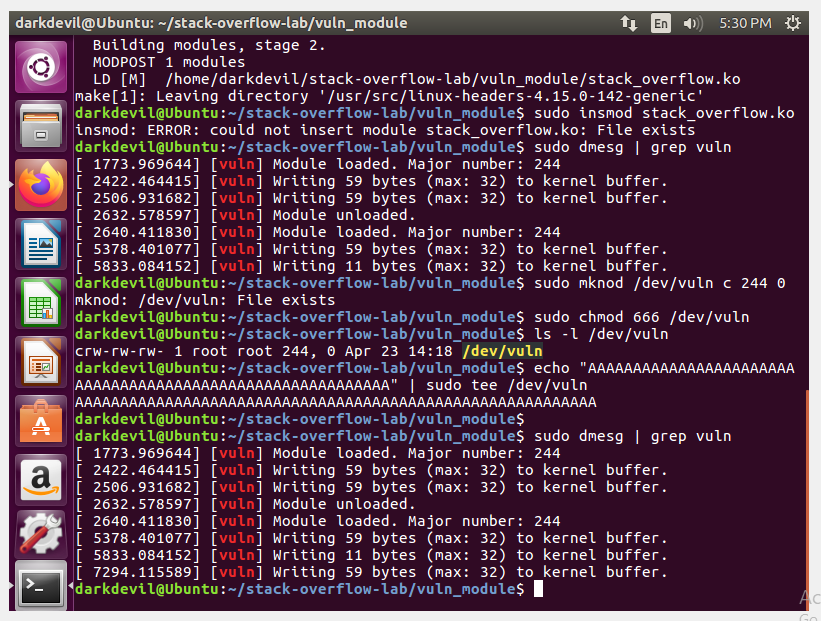 darkdevil@Ubuntu: ~/stack-overflow-lab/vuln_module En 5:30 PM
Building modules, stage 2.
MODPOST 1 modules
LD [M]  /home/darkdevil/stack-overflow-lab/vuln_module/stack_overflow.ko
make[1]: Leaving directory '/usr/src/linux-headers-4.15.0-142-generic'
darkdevil@Ubuntu:~/stack-overflow-lab/vuln_module$ sudo insmod stack_overflow.ko
insmod: ERROR: could not insert module stack_overflow.ko: File exists
darkdevil@Ubuntu:~/stack-overflow-lab/vuln_module$ sudo dmesg | grep vuln
[ 1773.969644] [vuln] Module loaded. Major number: 244
[ 2422.464415] [vuln] Writing 59 bytes (max: 32) to kernel buffer.
[ 2506.931682] [vuln] Writing 59 bytes (max: 32) to kernel buffer.
[ 2632.578597] [vuln] Module unloaded.
[ 2640.411830] [vuln] Module loaded. Major number: 244
[ 5378.401077] [vuln] Writing 59 bytes (max: 32) to kernel buffer.
[ 5833.084152] [vuln] Writing 11 bytes (max: 32) to kernel buffer.
darkdevil@Ubuntu:~/stack-overflow-lab/vuln_module$ sudo mknod /dev/vuln c 244 0
mknod: /dev/vuln: File exists
darkdevil@Ubuntu:~/stack-overflow-lab/vuln_module$ sudo chmod 666 /dev/vuln
darkdevil@Ubuntu:~/stack-overflow-lab/vuln_module$ ls -l /dev/vuln
crw-rw-rw- 1 root root 244, 0 Apr 23 14:18 /dev/vuln
darkdevil@Ubuntu:~/stack-overflow-lab/vuln_module$ echo "AAAAAAAAAAAAAAAAAAAAAAA
AAAAAAAAAAAAAAAAAAAAAAAAAAAAAAAAAAA" | sudo tee /dev/vuln
AAAAAAAAAAAAAAAAAAAAAAAAAAAAAAAAAAAAAAAAAAAAAAAAAAAAAAAAAA
darkdevil@Ubuntu:~/stack-overflow-lab/vuln_module$
darkdevil@Ubuntu:~/stack-overflow-lab/vuln_module$ sudo dmesg | grep vuln
[ 1773.969644] [vuln] Module loaded. Major number: 244
[ 2422.464415] [vuln] Writing 59 bytes (max: 32) to kernel buffer.
[ 2506.931682] [vuln] Writing 59 bytes (max: 32) to kernel buffer.
[ 2632.578597] [vuln] Module unloaded.
[ 2640.411830] [vuln] Module loaded. Major number: 244
[ 5378.401077] [vuln] Writing 59 bytes (max: 32) to kernel buffer.
[ 5833.084152] [vuln] Writing 11 bytes (max: 32) to kernel buffer.
[ 7294.115589] [vuln] Writing 59 bytes (max: 32) to kernel buffer.
darkdevil@Ubuntu:~/stack-overflow-lab/vuln_module$